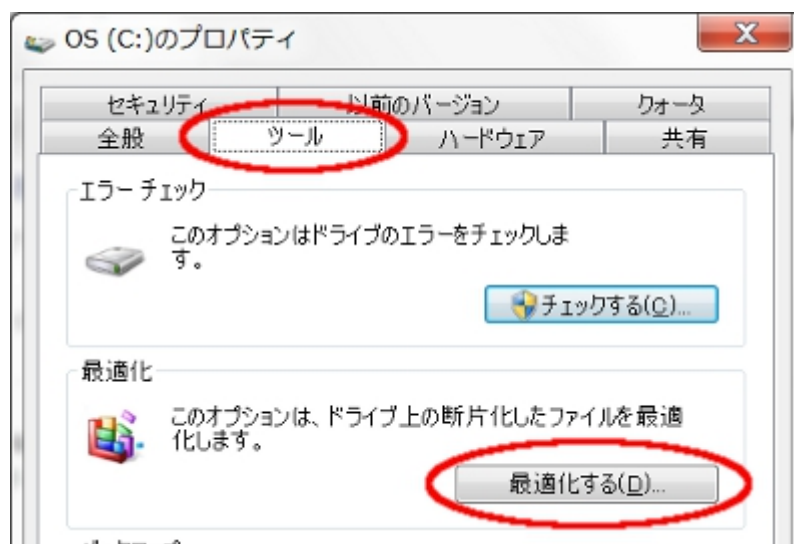 OS (C:)のプロパティ
セキュリティ 以前のバージョン クォータ
全般 ツール ハードウェア 共有
エラー チェック
このオプションはドライブのエラーをチェックしま
す。
チェックする(C)...
最適化
このオプションは、ドライブ上の断片化したファイルを最適
化します。
最適化する(D)...